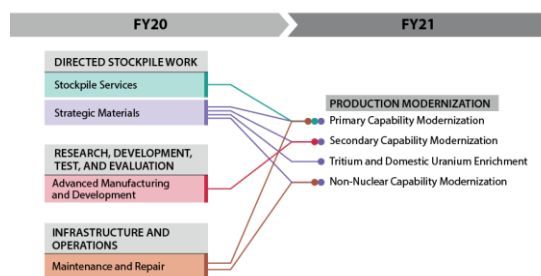 FY20
FY21
DIRECTED STOCKPILE WORK
Stockpile Services
Strategic Materials
RESEARCH, DEVELOPMENT,
TEST, AND EVALUATION
Advanced Manufacturing
and Development
INFRASTRUCTURE AND
OPERATIONS
Maintenance and Repair
PRODUCTION MODERNIZATION
Primary Capability Modernization
Secondary Capability Modernization
Tritium and Domestic Uranium Enrichment
Non-Nuclear Capability Modernization